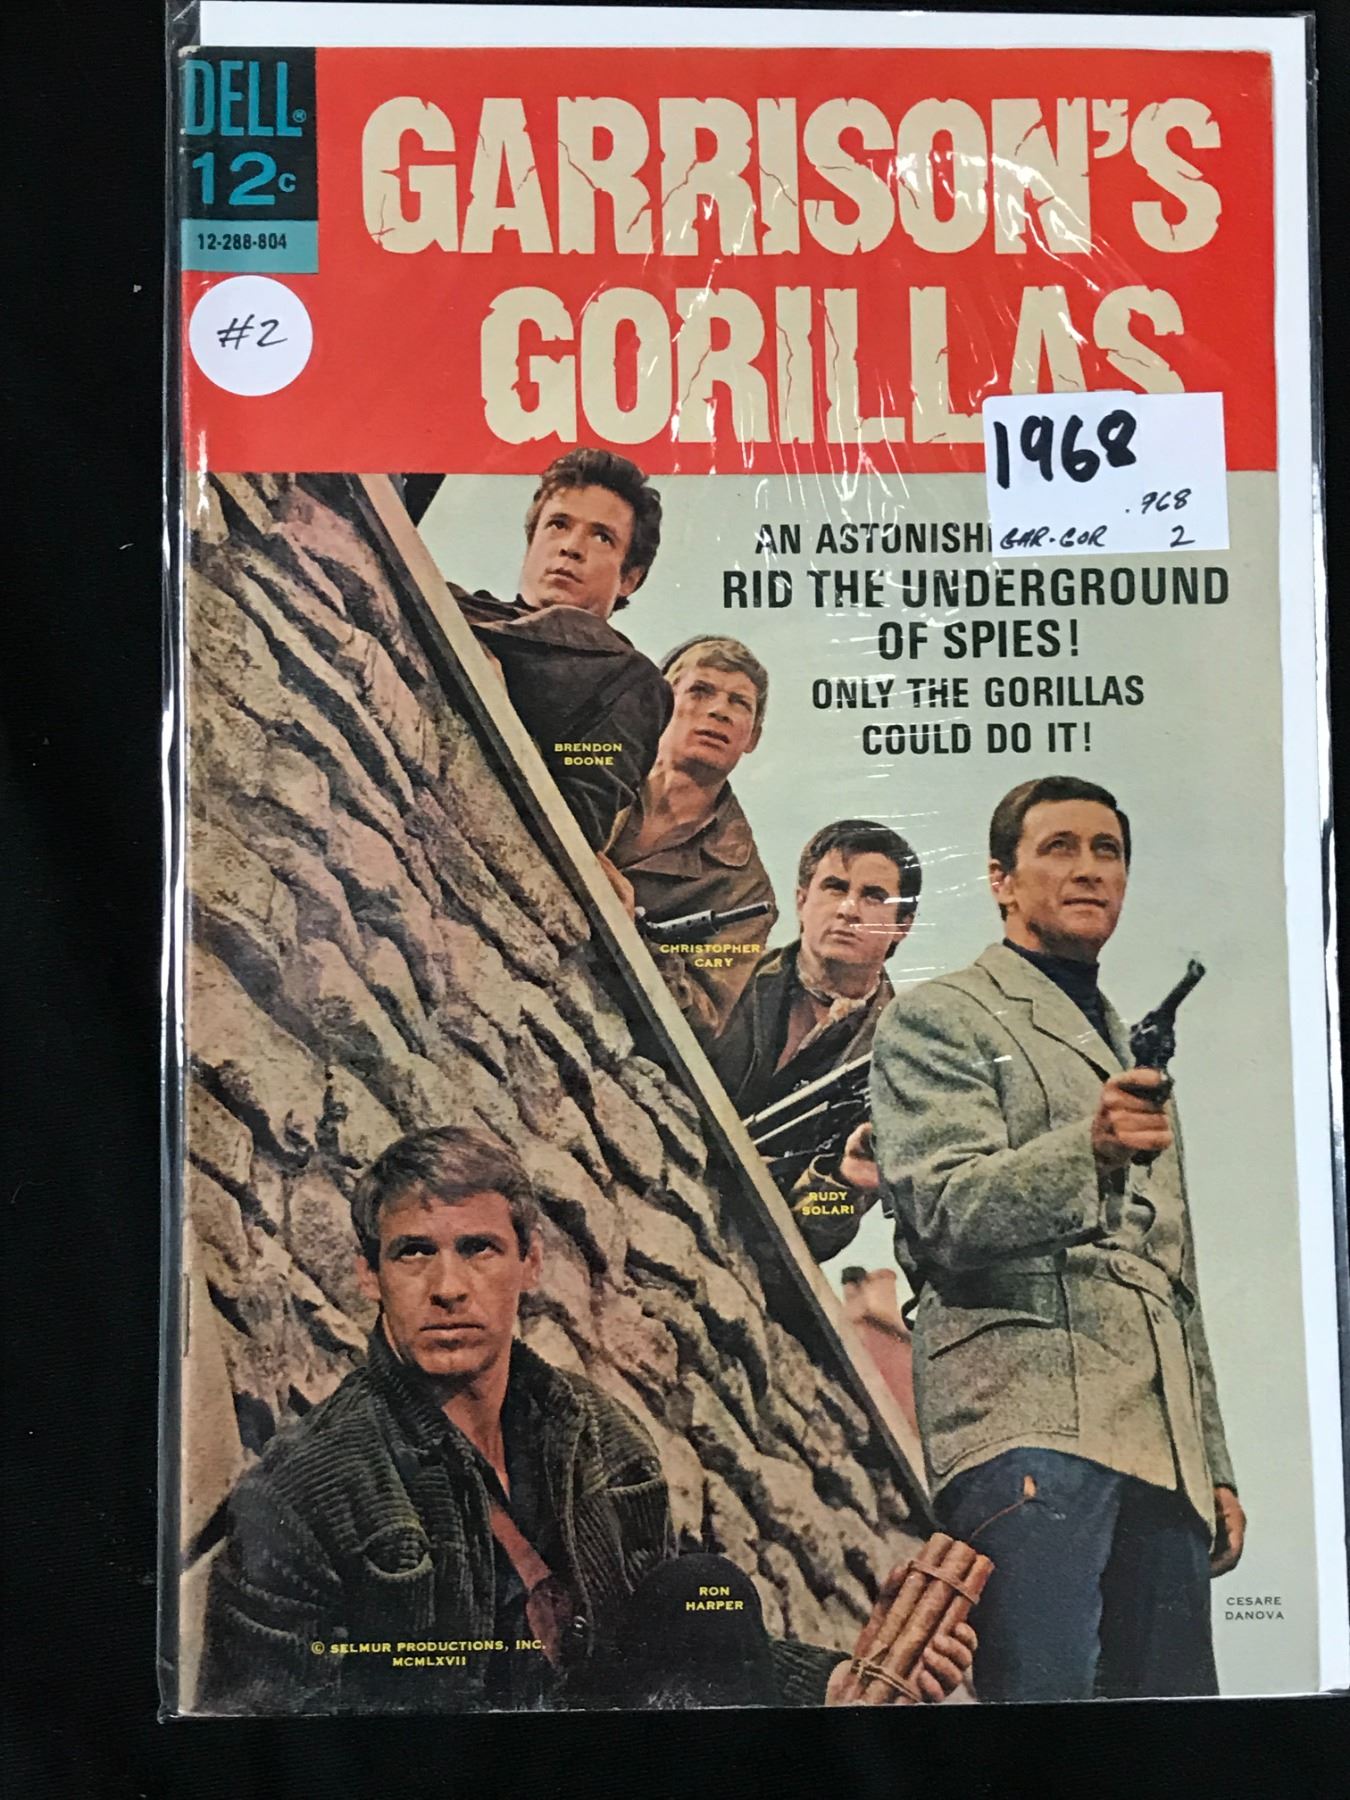 DELL®
12c
12-288-804
#2
GARRISON'S
GORILLAS
1968
.968
GAR-GOR 2
AN ASTONISHI
RID THE UNDERGROUND
OF SPIES!
ONLY THE GORILLAS
COULD DO IT!
BRENDON
BOONE
CHRISTOPHER
CARY
RUDY
SOLARI
RON
HARPER
CESARE
DANOVA
© SELMUR PRODUCTIONS, INC.
MCMLXVII